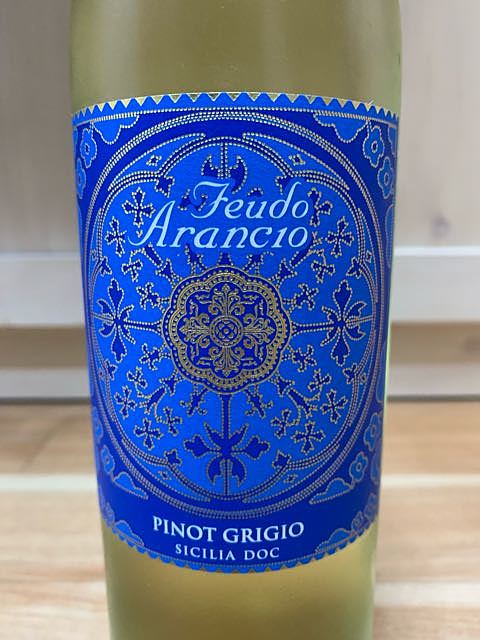 Feudo
Arancio
PINOT GRIGIO
SICILIA DOC